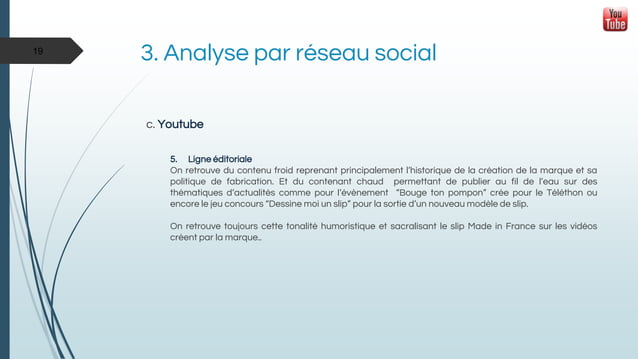 You
Tube
19
3. Analyse par réseau social
c. Youtube
5. Ligne éditoriale
On retrouve du contenu froid reprenant principalement l'historique de la création de la marque et sa
politique de fabrication. Et du contenant chaud permettant de publier au fil de l'eau sur des
thématiques d'actualités comme pour l'évènement "Bouge ton pompon" crée pour le Téléthon ou
encore le jeu concours "Dessine moi un slip" pour la sortie d'un nouveau modèle de slip.
On retrouve toujours cette tonalité humoristique et sacralisant le slip Made in France sur les vidéos
créent par la marque..